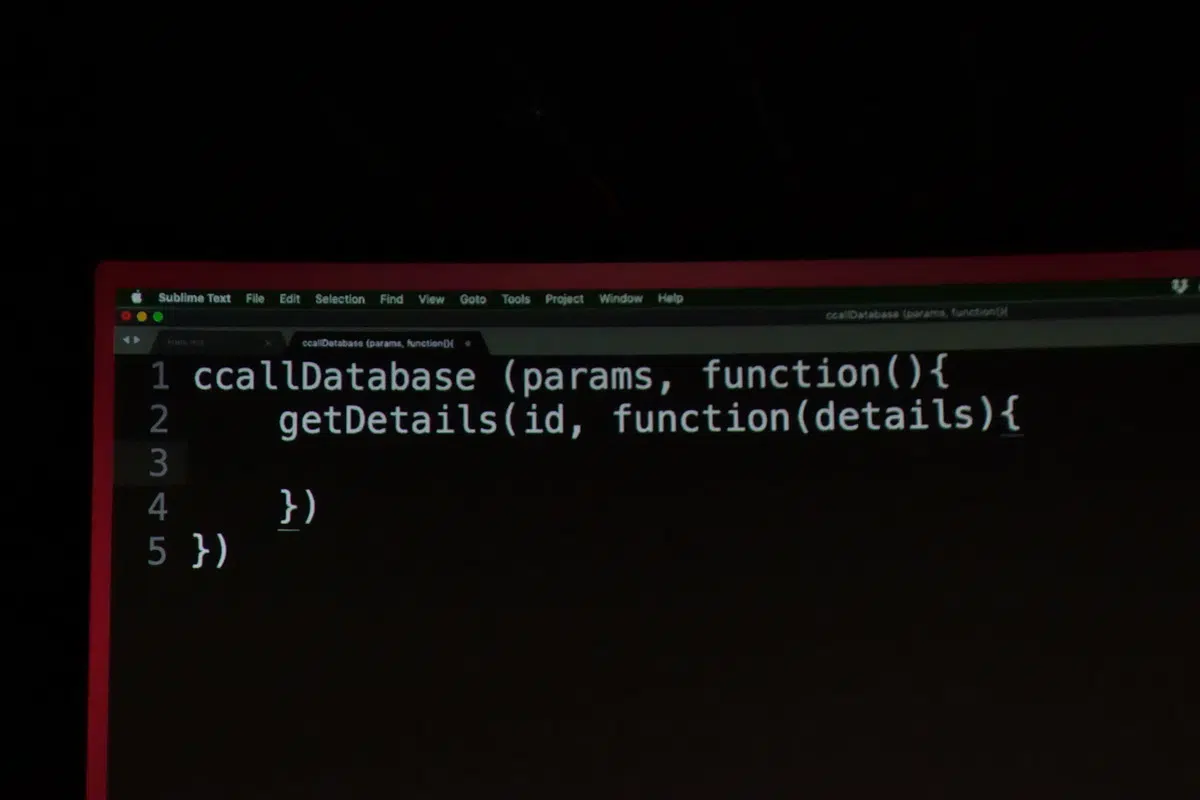 Sublime Text File Edit Selection Find View Goto Tools Project Window Help
ccallDatabase (params, function(){
ccallDatabase (params, function(){
1 ccallDatabase (params, function(){
2 getDetails(id, function(details){
3
4 })
5 })